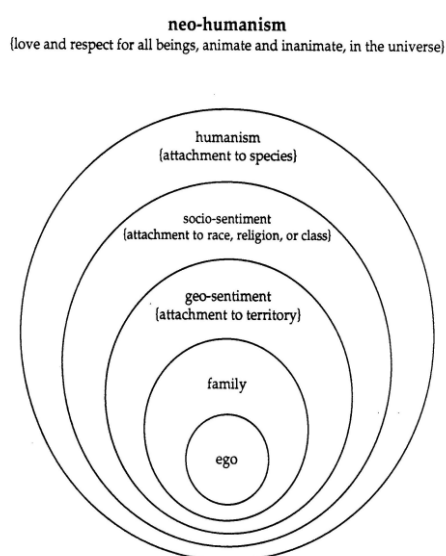 neo-humanism
{love and respect for all beings, animate and inanimate, in the universe}
humanism
{attachment to species}
socio-sentiment
{attachment to race, religion, or class}
geo-sentiment
{attachment to territory}
family
ego